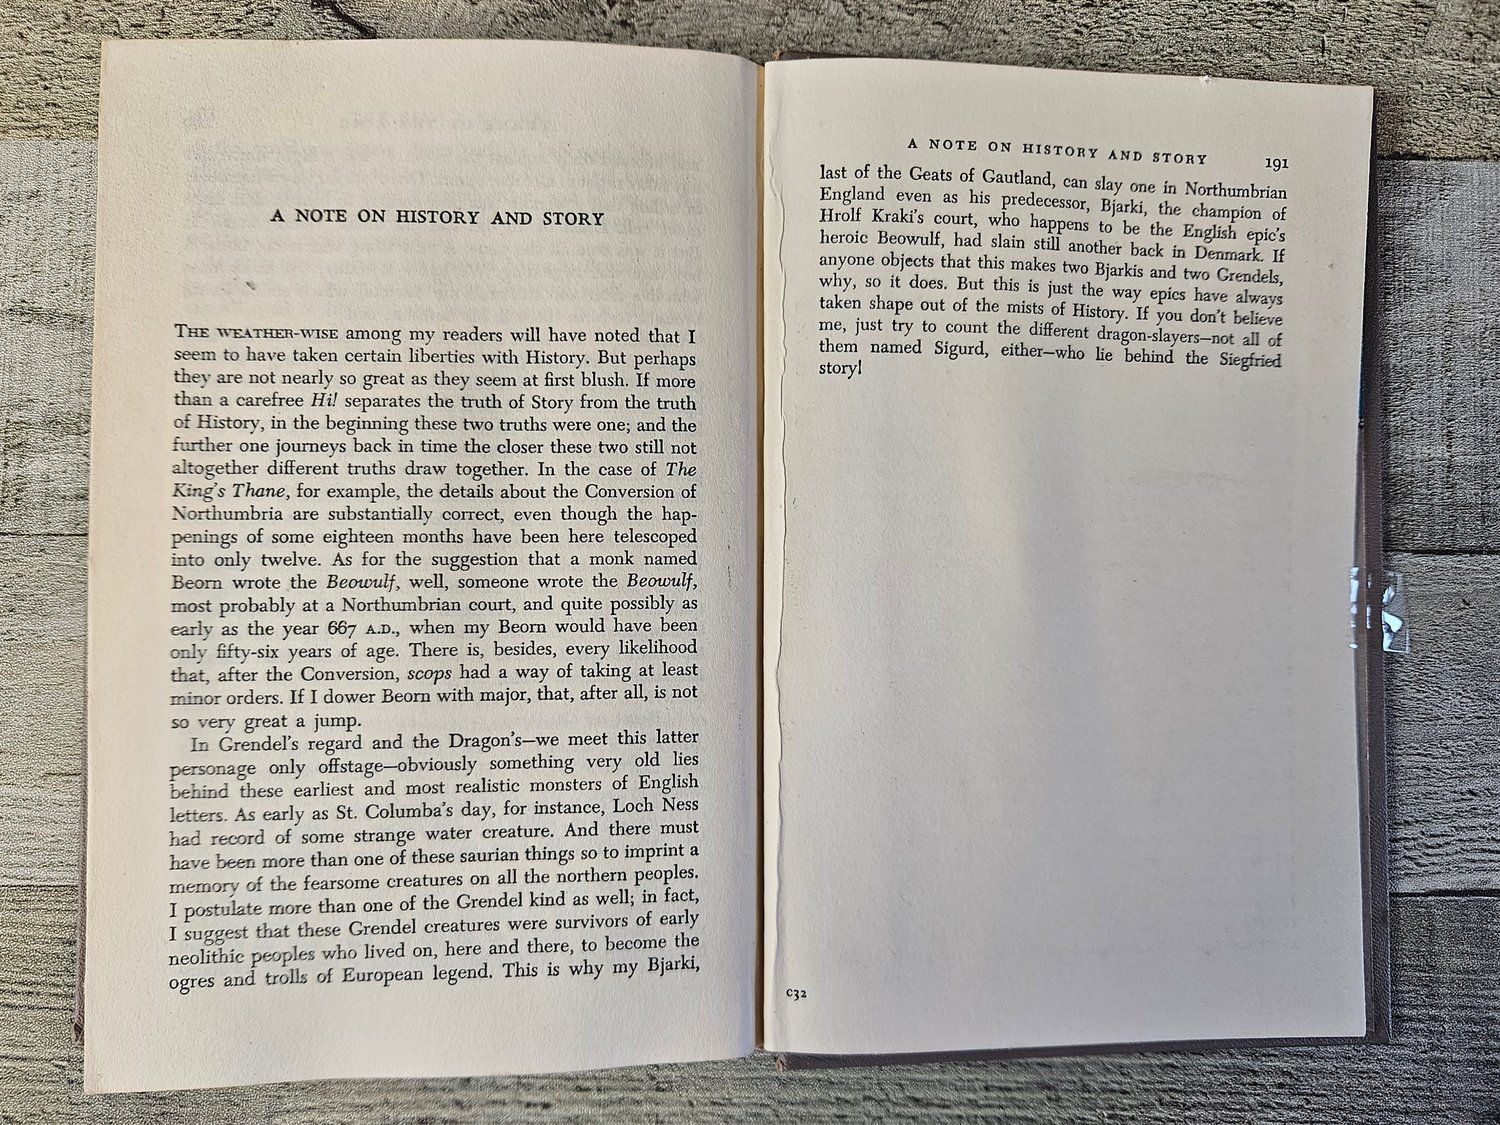 A NOTE ON HISTORY AND STORY
THE WEATHER-WISE among my readers will have noted that I
seem to have taken certain liberties with History. But perhaps
they are not nearly so great as they seem at first blush. If more
than a carefree Hi! separates the truth of Story from the truth
of History, in the beginning these two truths were one; and the
further one journeys back in time the closer these two still not
altogether different truths draw together. In the case of The
King's Thane, for example, the details about the Conversion of
Northumbria are substantially correct, even though the hap-
penings of some eighteen months have been here telescoped
into only twelve. As for the suggestion that a monk named
Beorn wrote the Beowulf, well, someone wrote the Beowulf,
most probably at a Northumbrian court, and quite possibly as
early as the year 667 A.D., when my Beorn would have been
only fifty-six years of age. There is, besides, every likelihood
that, after the Conversion, scops had a way of taking at least
minor orders. If I dower Beorn with major, that, after all, is not
so very great a jump.
In Grendel's regard and the Dragon's—we meet this latter
personage only offstage—obviously something very old lies
behind these earliest and most realistic monsters of English
letters. As early as St. Columba's day, for instance, Loch Ness
had record of some strange water creature. And there must
have been more than one of these saurian things so to imprint a
memory of the fearsome creatures on all the northern peoples.
I postulate more than one of the Grendel kind as well; in fact,
I suggest that these Grendel creatures were survivors of early
neolithic peoples who lived on, here and there, to become the
ogres and trolls of European legend. This is why my Bjarki,
A NOTE ON HISTORY AND STORY 191
last of the Geats of Gautland, can slay one in Northumbrian
England even as his predecessor, Bjarki, the champion of
Hrolf Kraki's court, who happens to be the English epic's
heroic Beowulf, had slain still another back in Denmark. If
anyone objects that this makes two Bjarkis and two Grendels,
why, so it does. But this is just the way epics have always
taken shape out of the mists of History. If you don't believe
me, just try to count the different dragon-slayers—not all of
them named Sigurd, either—who lie behind the Siegfried
story!
C32